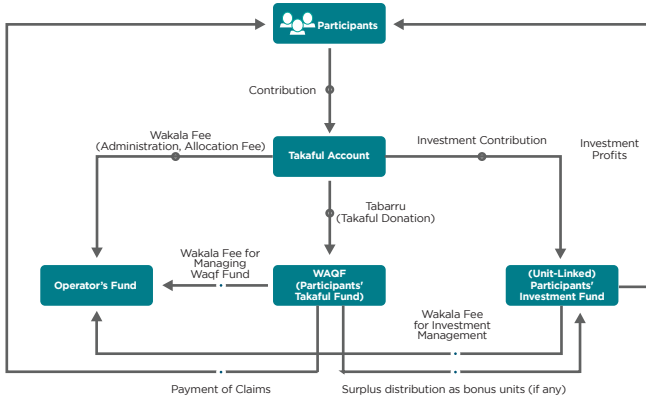 Participants
Contribution
Wakala Fee
(Administration, Allocation Fee)
Takaful Account
Investment Contribution
Investment
Profits
Tabarru
(Takaful Donation)
Wakala Fee for
Managing
Waqf Fund
Operator's Fund
WAQF
(Participants'
Takaful Fund)
(Unit-Linked)
Participants'
Investment Fund
Wakala Fee
for Investment
Management
Payment of Claims
Surplus distribution as bonus units (if any)